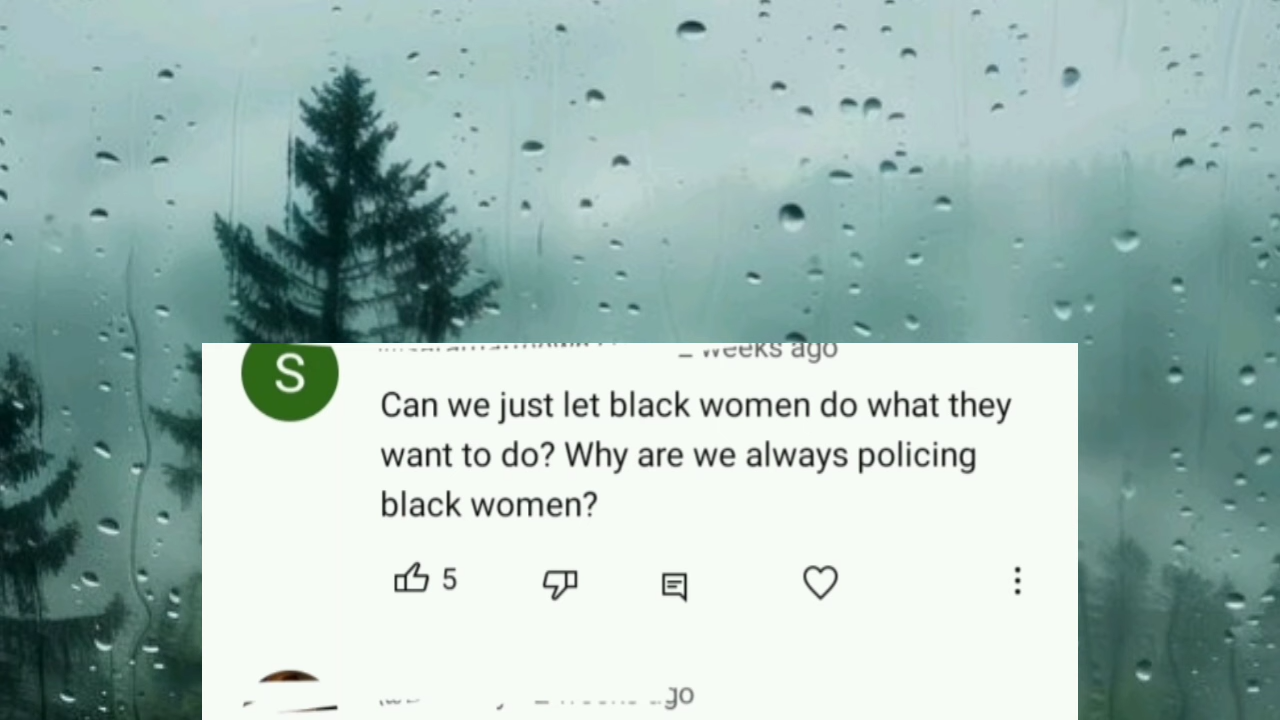 S
weeks ago
Can we just let black women do what they
want to do? Why are we always policing
black women?
5